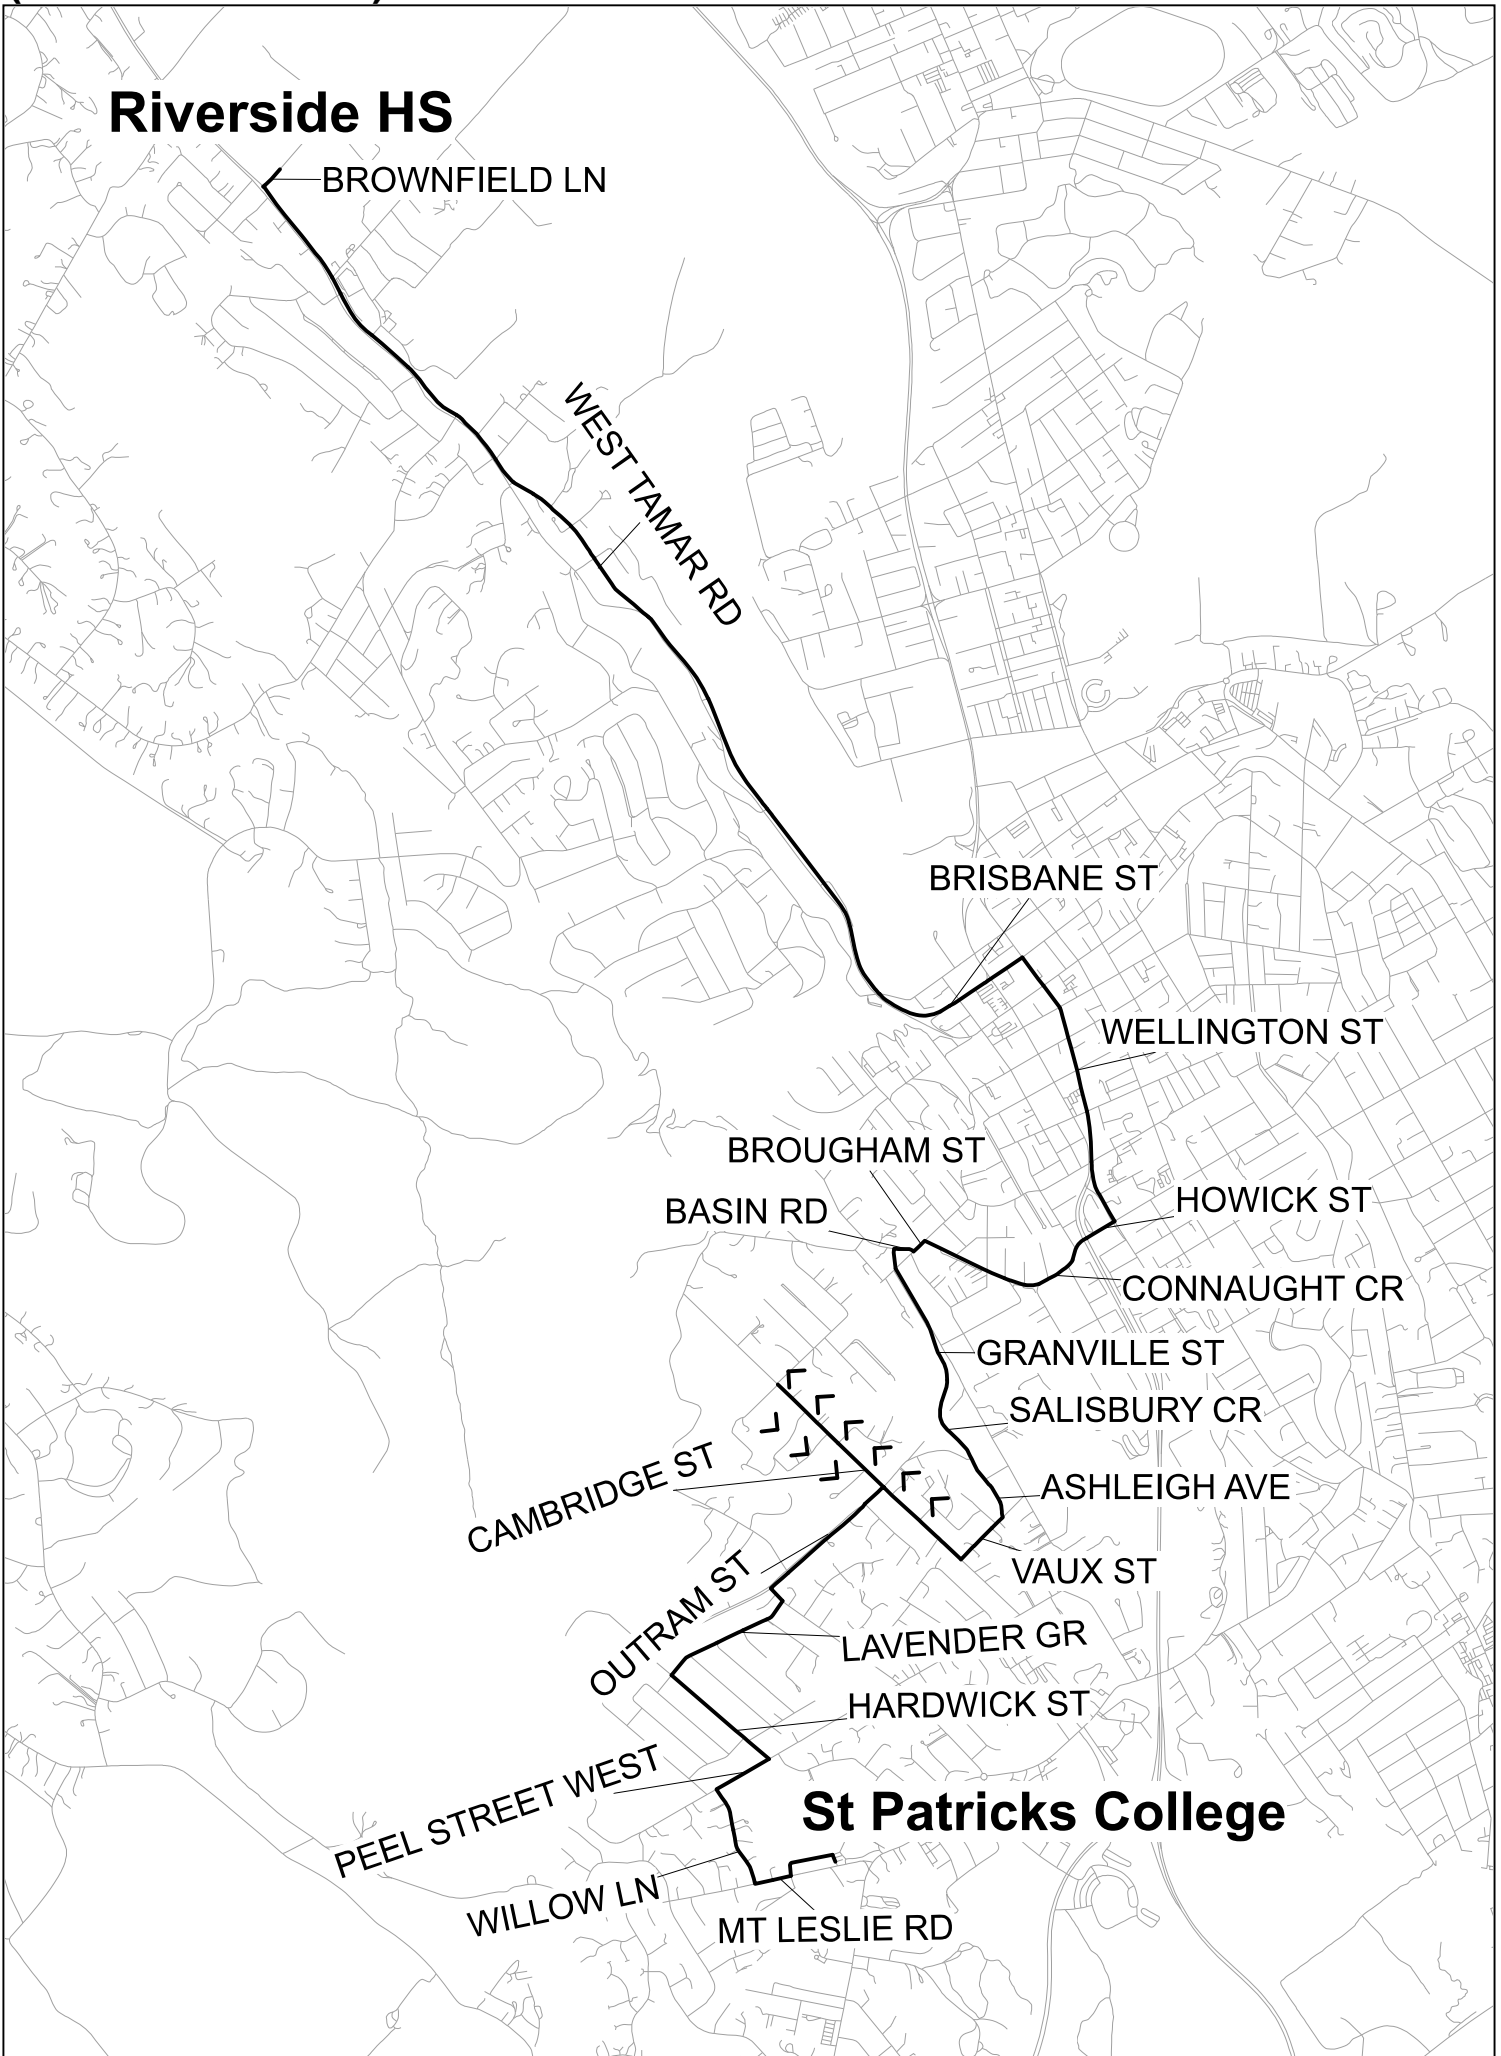 Riverside HS
BROWNFIELD LN
WEST TAMAR RD
BRISBANE ST
WELLINGTON ST
BROUGHAM ST
HOWICK ST
BASIN RD
CONNAUGHT CR
GRANVILLE ST
SALISBURY CR
CAMBRIDGE ST
ASHLEIGH AVE
VAUX ST
OUTRAM ST
LAVENDER GR
HARDWICK ST
PEEL STREET WEST
St Patricks College
WILLOW LN
MT LESLIE RD